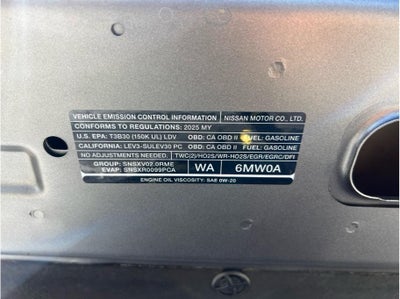 VEHICLE EMISSION CONTROL INFORMATION NISSAN MOTOR CO., LTD.
CONFORMS TO REGULATIONS: 2025 MY
U.S. EPA: T3B30 (150K UL) LDV OBD: CA OBD II FUEL: GASOLINE
CALIFORNIA: LEV3-SULEV30 PC OBD: CA OBD II FUEL: GASOLINE
NO ADJUSTMENTS NEEDED. TWC(2)/HO2S/WR-HO2S/EGR/EGRC/DFI
GROUP: SNSXV02.0RME
EVAP: SNSXR0099PCA WA 6MW0A
ENGINE OIL VISCOSITY: SAE 0W-20